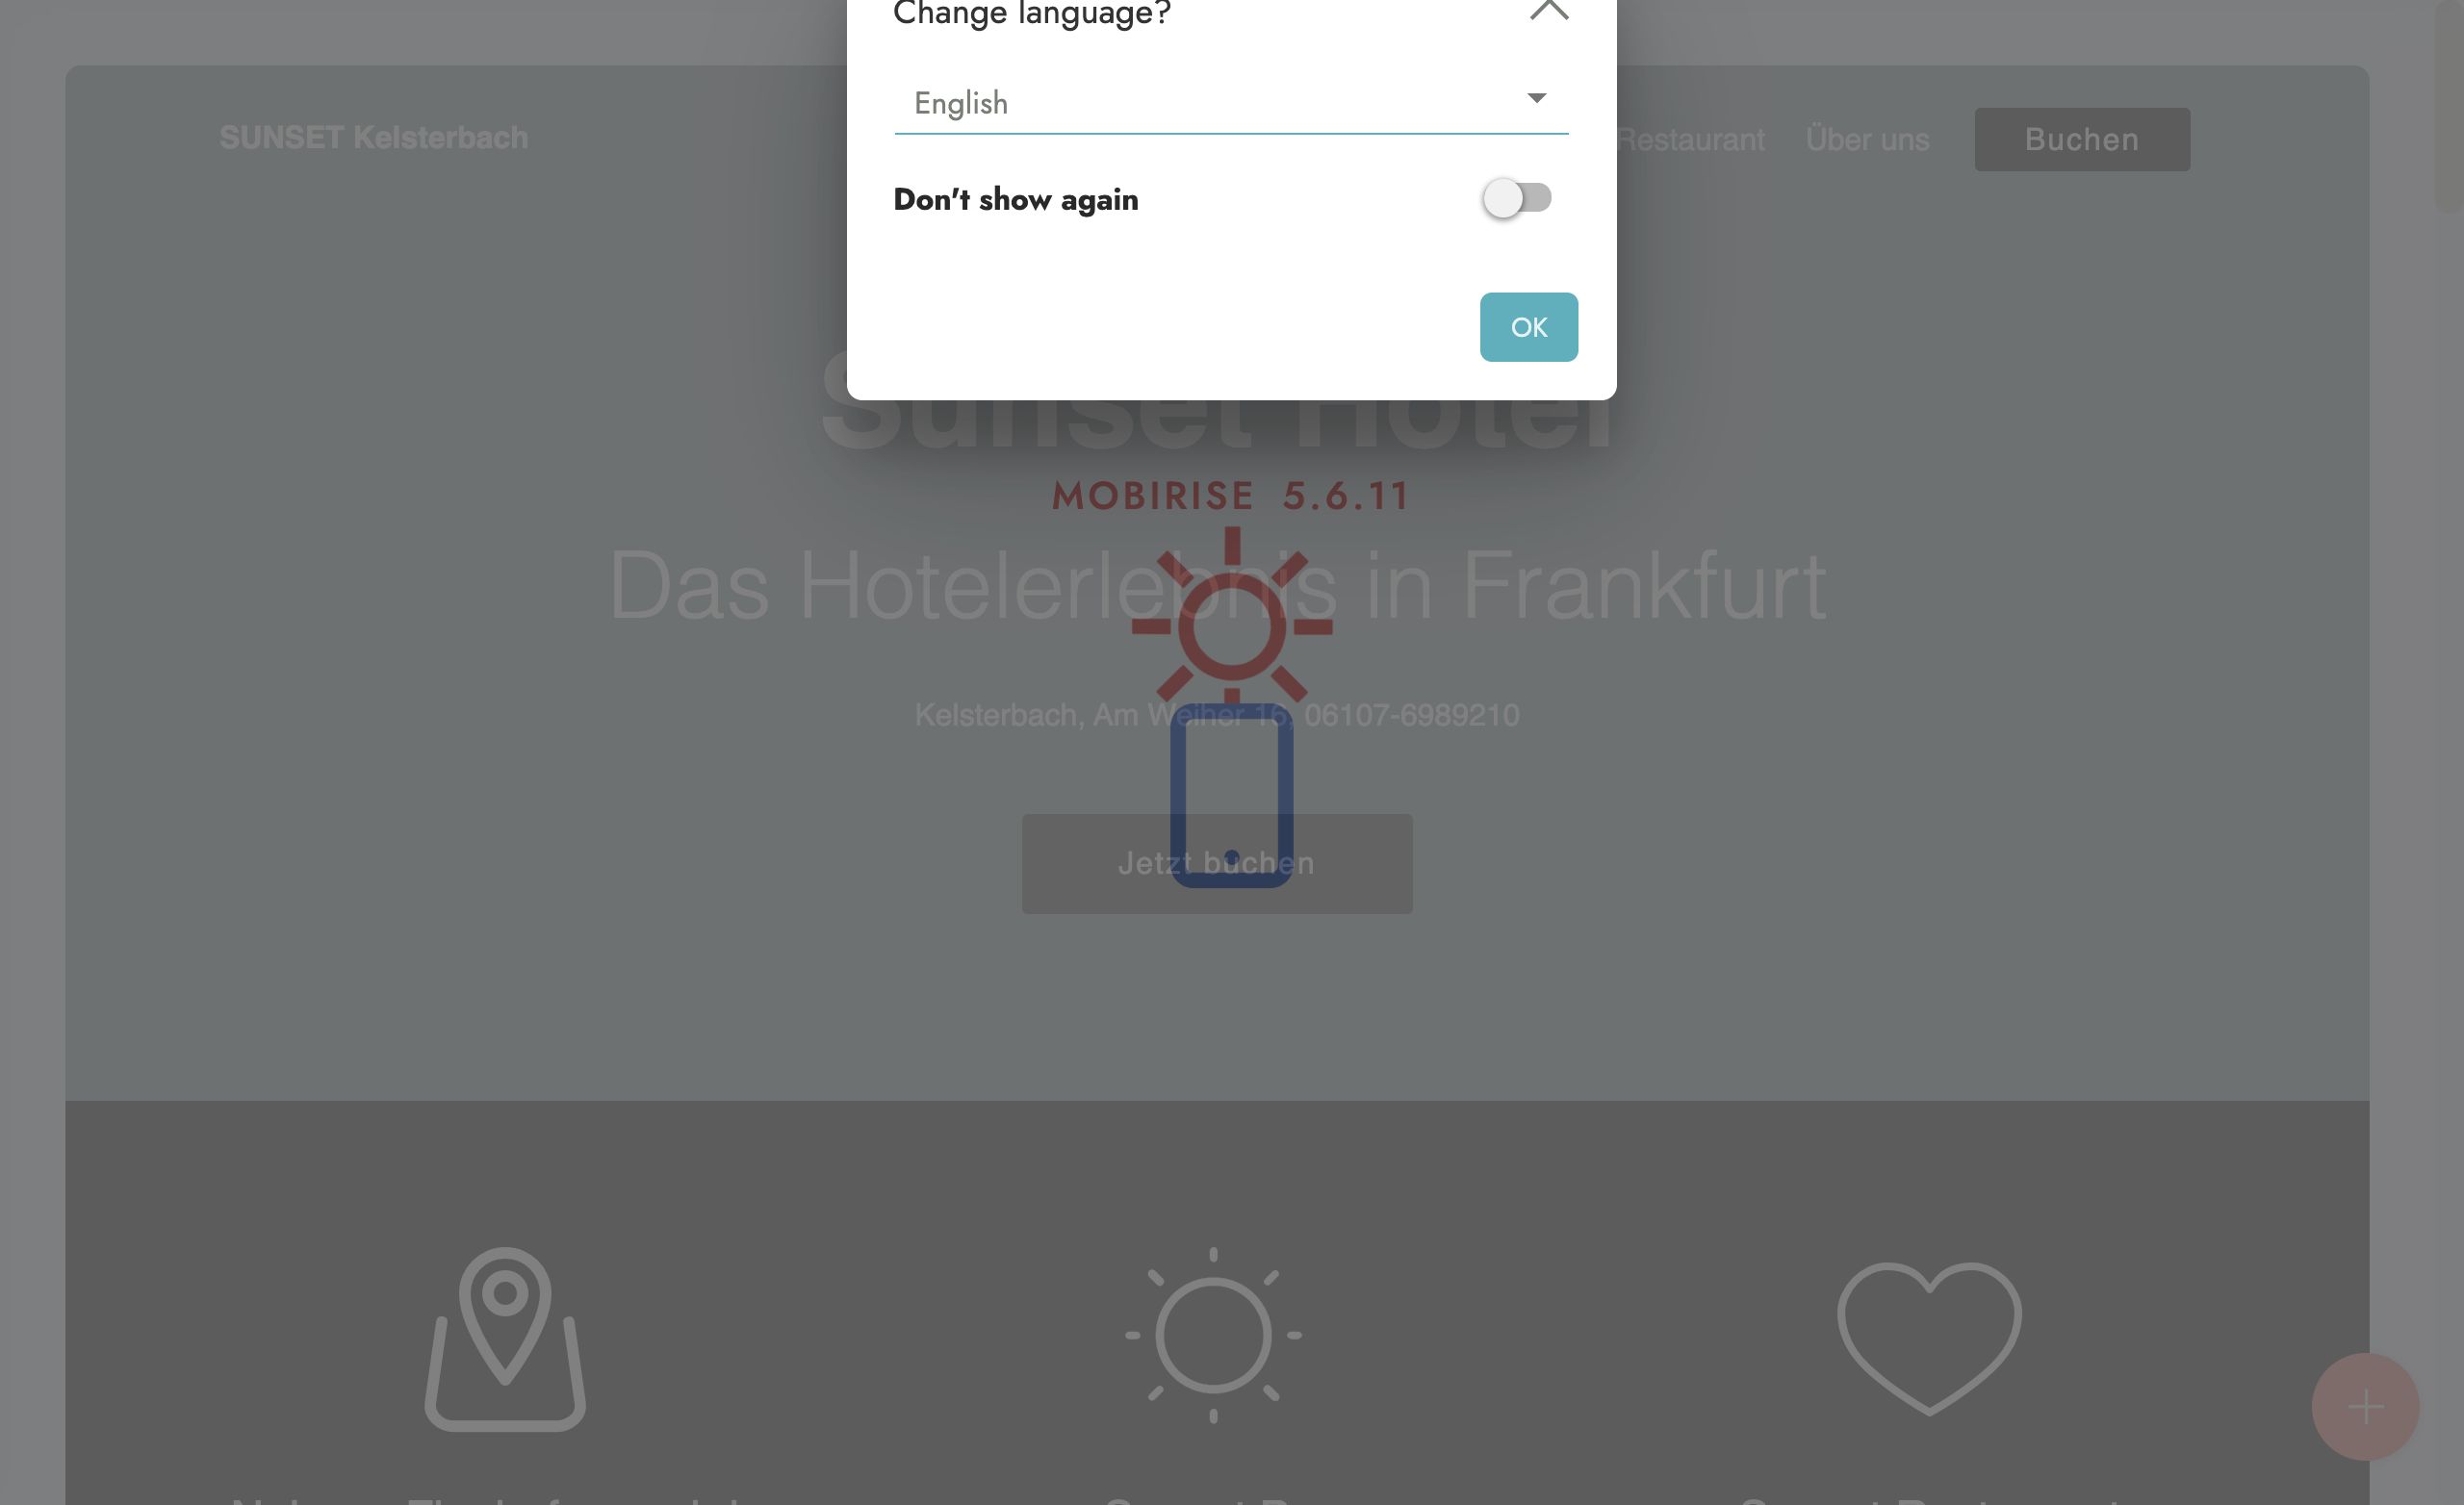 Change language?
English
SUNSET Kelsterbach
Restaurant Über uns Buchen
Don't show again
OK
Sunset Hotel
MOBIRISE 5.6.11
Das Hotelerlebnis in Frankfurt
Kelsterbach, Am Weiher 16, 06107-6989210
Jetzt buchen